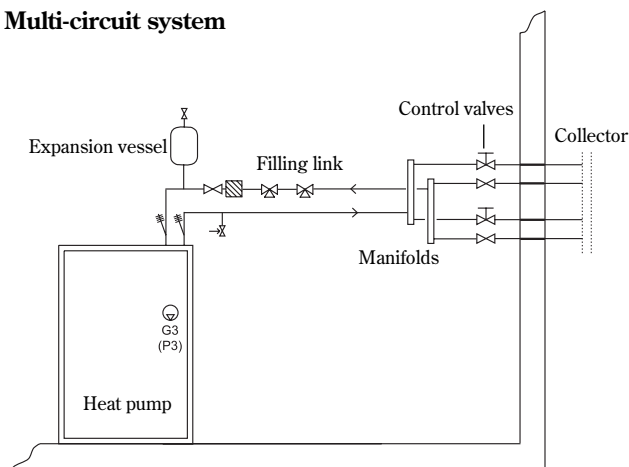 Multi-circuit system
Control valves
Collector
Expansion vessel
Filling link
Manifolds
G3
(P3)
Heat pump